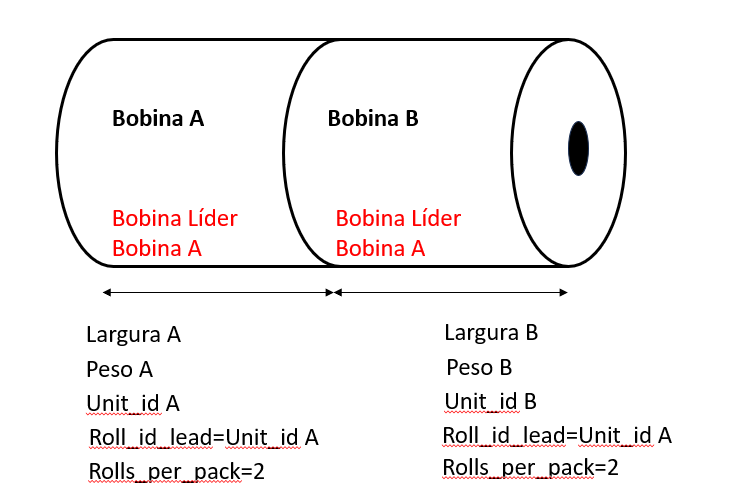 Bobina A
Bobina B
Bobina Líder
Bobina A
Bobina Líder
Bobina A
Largura A
Peso A
Unit_id A
Roll_id_lead=Unit_id A
Rolls_per_pack=2
Largura B
Peso B
Unit_id B
Roll_id_lead=Unit_id A
Rolls_per_pack=2